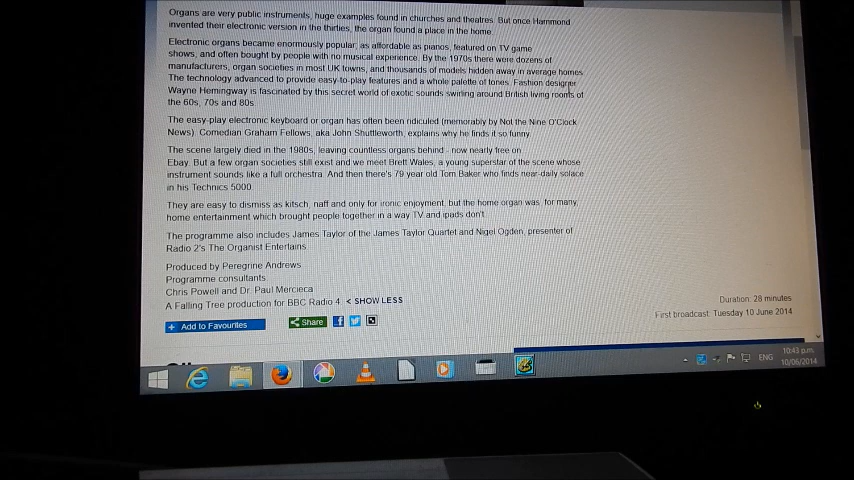 Organs are very public instruments, huge examples found in churches and theatres. But once Hammond
invented their electronic version in the thirties, the organ found a place in the home.
Electronic organs became enormously popular, as affordable as pianos, featured on TV game
shows, and often bought by people with no musical experience. By the 1970s there were dozens of
manufacturers, organ societies in most UK towns, and thousands of models hidden away in average homes.
The technology advanced to provide easy-to-play features and a whole palette of tones. Fashion designer
Wayne Hemingway is fascinated by this secret world of exotic sounds swirling around British living rooms of
the 60s, 70s and 80s.
The easy-play electronic keyboard or organ has often been ridiculed (memorably by Not the Nine O'Clock
News). Comedian Graham Fellows, aka John Shuttleworth, explains why he finds it so funny.
The scene largely died in the 1980s, leaving countless organs behind - now nearly free on
Ebay. But a few organ societies still exist and we meet Brett Wales, a young superstar of the scene whose
instrument sounds like a full orchestra. And then there's 79 year old Tom Baker who finds near-daily solace
in his Technics 5000.
They are easy to dismiss as kitsch, naff and only for ironic enjoyment, but the home organ was, for many,
home entertainment which brought people together in a way TV and ipads don't.
The programme also includes James Taylor of the James Taylor Quartet and Nigel Ogden, presenter of
Radio 2's The Organist Entertains.
Produced by Peregrine Andrews
Programme consultants:
Chris Powell and Dr. Paul Mercieca
A Falling Tree production for BBC Radio 4. < SHOW LESS
Duration: 28 minutes
First broadcast: Tuesday 10 June 2014
+ Add to Favourites
Share
ENG
10:43 p.m.
10/06/2014